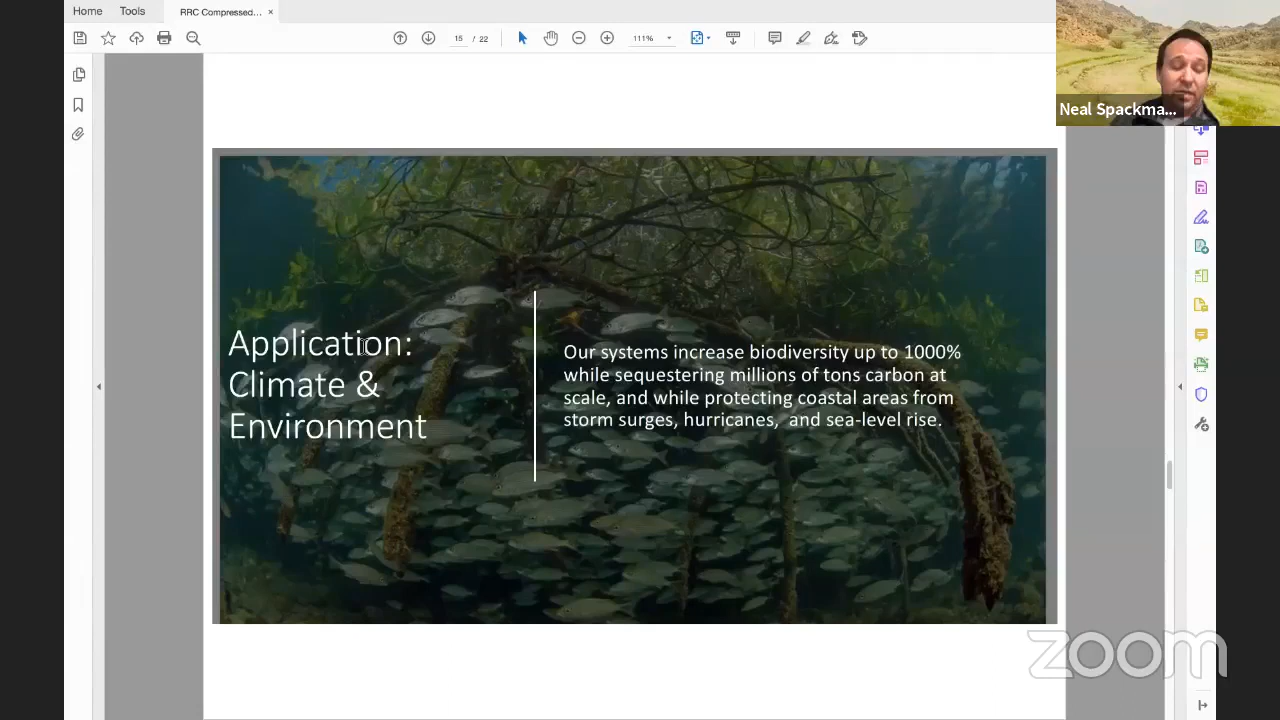 Home Tools RRC Compressed... ×
15 / 22 111%
Neal Spackma...
Application:
Climate &
Environment
Our systems increase biodiversity up to 1000%
while sequestering millions of tons carbon at
scale, and while protecting coastal areas from
storm surges, hurricanes,  and sea-level rise.
zoom